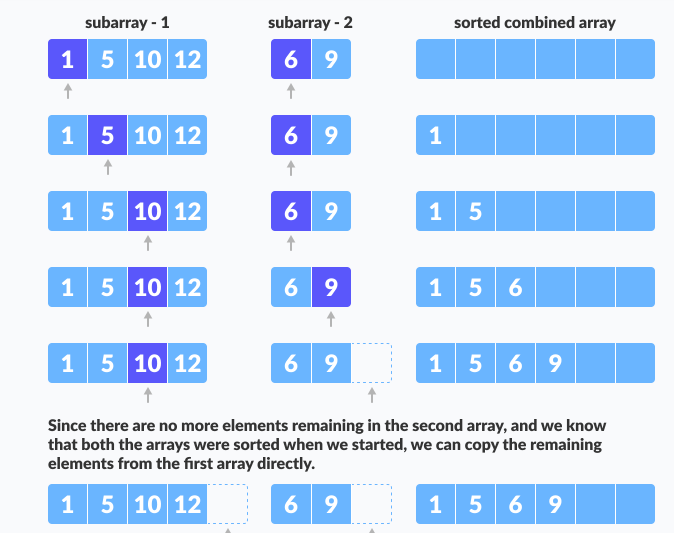 subarray - 1 subarray - 2 sorted combined array
1 5 10 12 6 9
1 5 10 12 6 9 1
1 5 10 12 6 9 1 5
1 5 10 12 6 9 1 5 6
1 5 10 12 6 9 1 5 6 9
Since there are no more elements remaining in the second array, and we know
that both the arrays were sorted when we started, we can copy the remaining
elements from the first array directly.
1 5 10 12 6 9 1 5 6 9